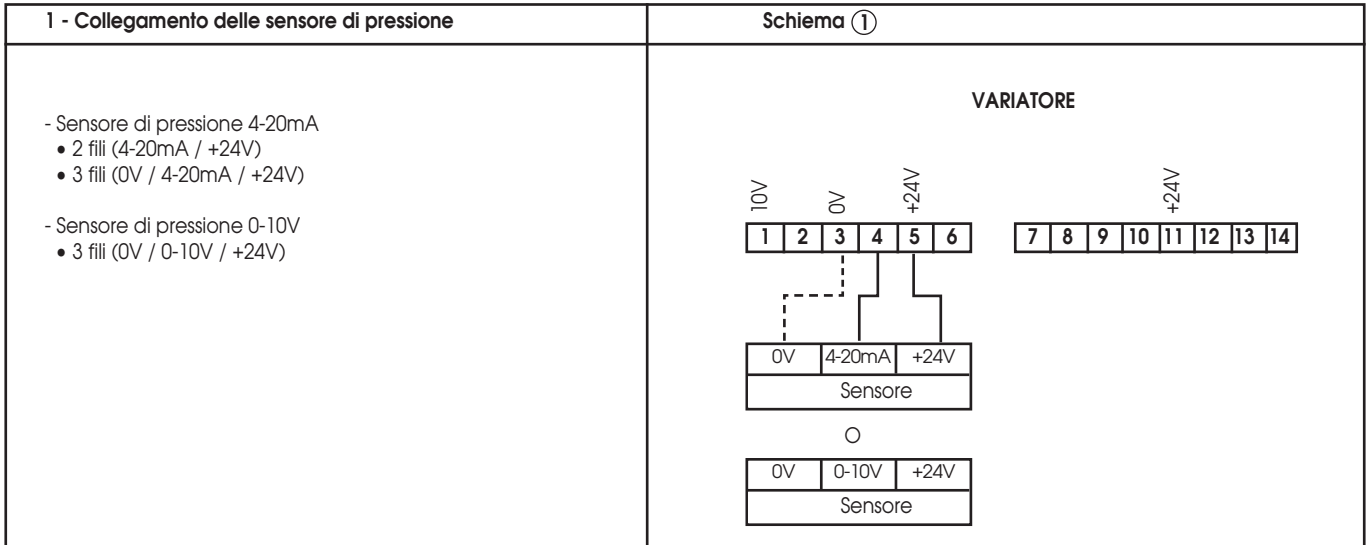 1 - Collegamento delle sensore di pressione
Schiema ①
- Sensore di pressione 4-20mA
• 2 fili (4-20mA / +24V)
• 3 fili (0V / 4-20mA / +24V)
- Sensore di pressione 0-10V
• 3 fili (0V / 0-10V / +24V)
VARIATORE
10V 0V +24V +24V
1 2 3 4 5 6 7 8 9 10 11 12 13 14
0V 4-20mA +24V
Sensore
O
0V 0-10V +24V
Sensore